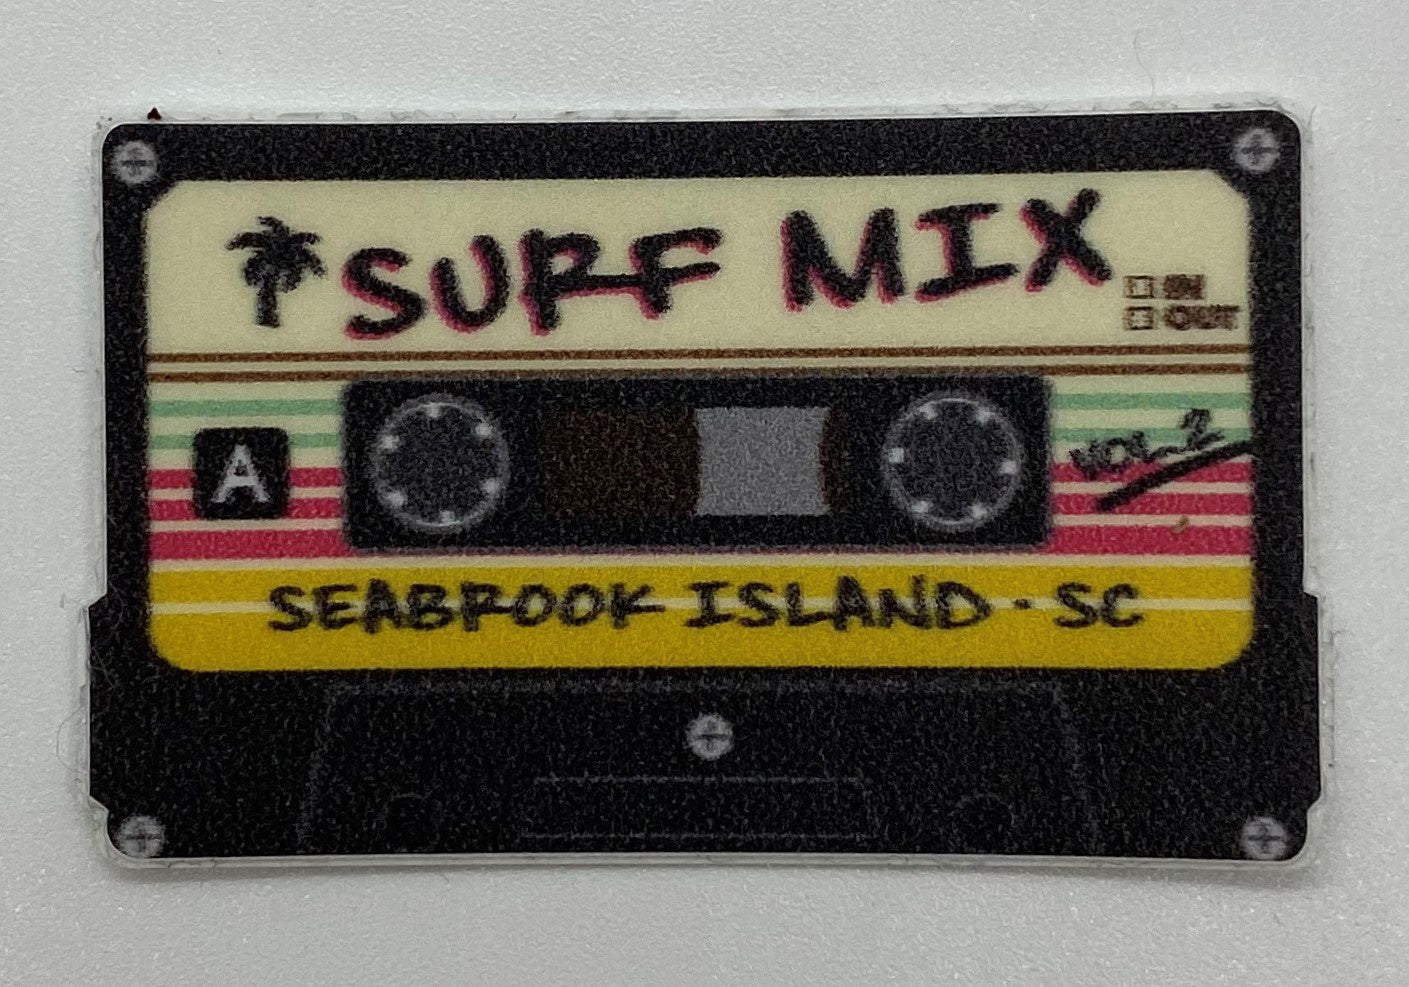 SURF MIX
IN
OUT
VOL. 2
A
SEABROOK ISLAND · SC